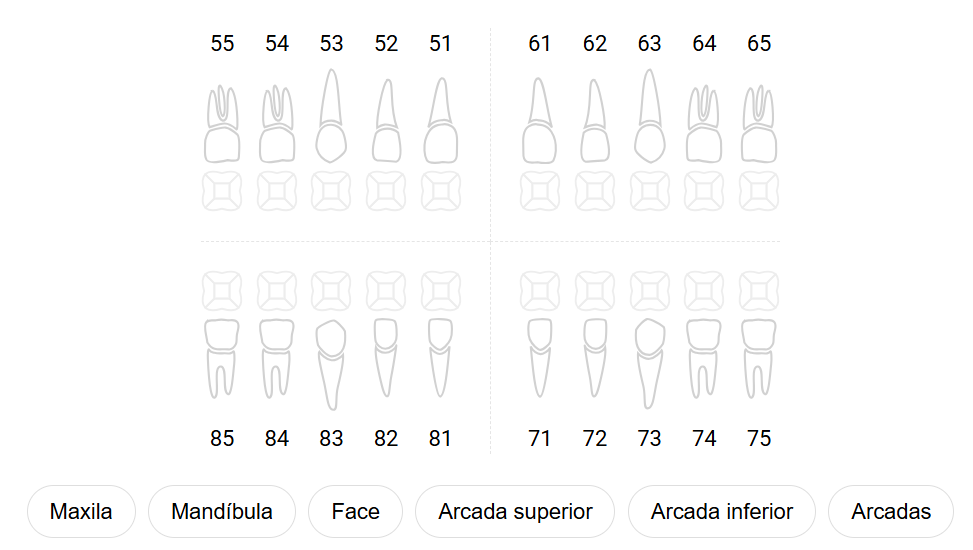 55 54 53 52 51 61 62 63 64 65
85 84 83 82 81 71 72 73 74 75
Maxila Mandíbula Face Arcada superior Arcada inferior Arcadas